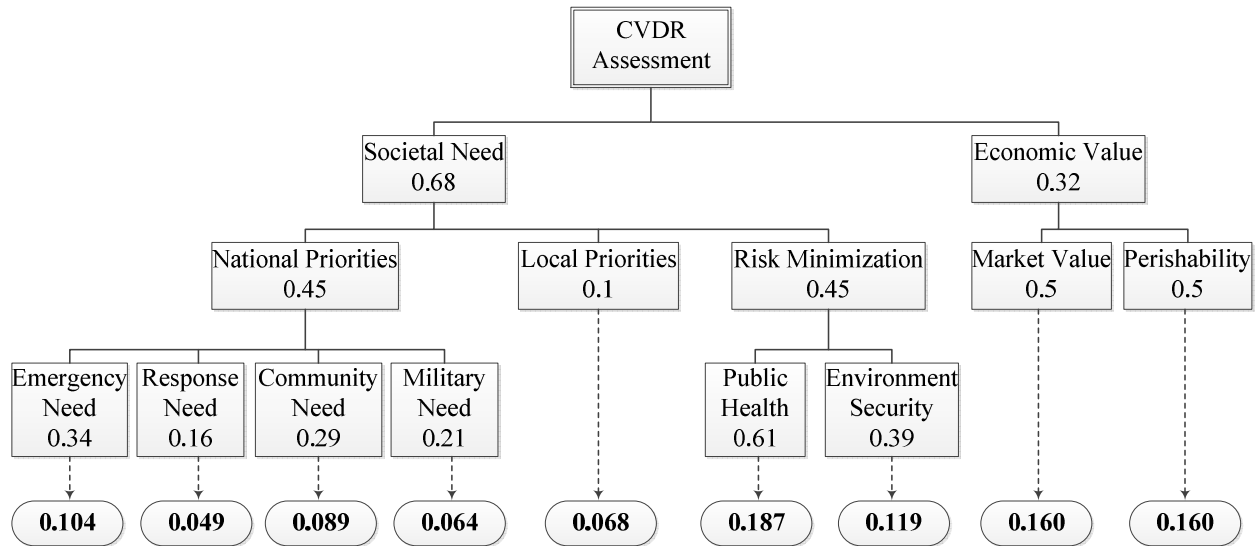 CVDR
Assessment
Societal Need
0.68
Economic Value
0.32
National Priorities
0.45
Local Priorities
0.1
Risk Minimization
0.45
Market Value
0.5
Perishability
0.5
Emergency
Need
0.34
Response
Need
0.16
Community
Need
0.29
Military
Need
0.21
Public
Health
0.61
Environment
Security
0.39
0.104
0.049
0.089
0.064
0.068
0.187
0.119
0.160
0.160